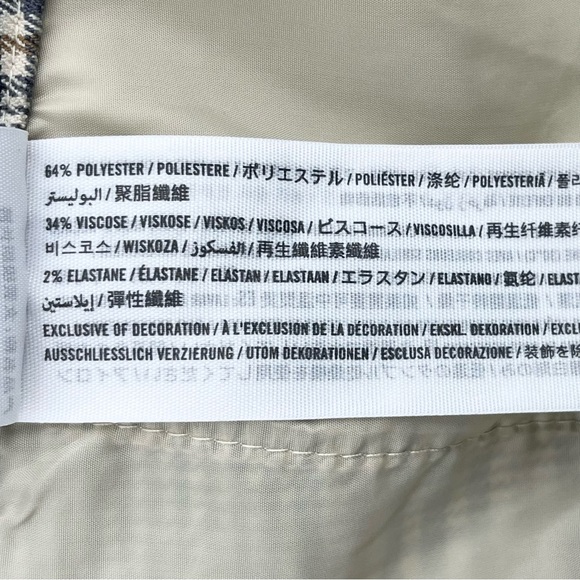 64% POLYESTER / POLIESTERE / ポリエステル / POLIÉSTER / 涤纶 / POLYESTERIÄ / 폴리
البوليستر / 聚脂纖維
34% VISCOSE / VISKOSE / VISKOS / VISCOSA / ビスコース / VISCOSILLA / 再生纤维素纤
비스코스 / WISKOZA / الفسكوز / 再生纖維素纖維
2% ELASTANE / ÉLASTANE / ELASTAN / ELASTAAN / エラスタン / ELASTANO / 氨纶 / ELAST
إيلاستين / 彈性纖維
EXCLUSIVE OF DECORATION / À L'EXCLUSION DE LA DÉCORATION / EKSKL. DEKORATION / EXCLU
AUSSCHLIESSLICH VERZIERUNG / UTOM DEKORATIONEN / ESCLUSA DECORAZIONE / 装飾を除